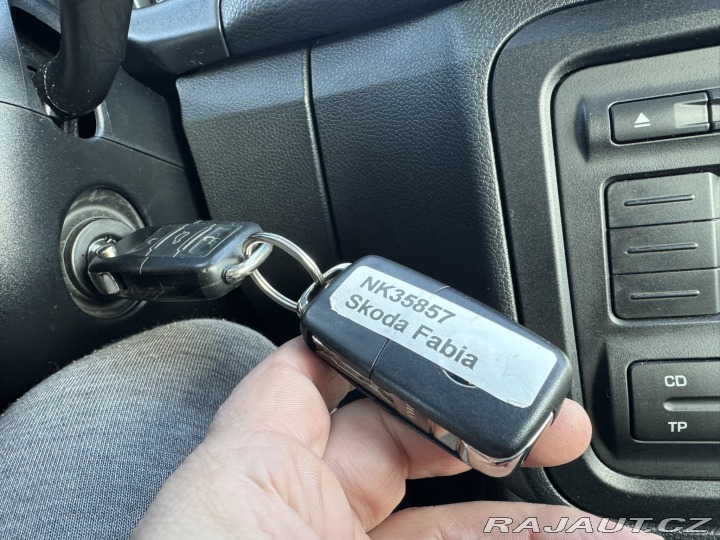 NK35857
Skoda Fabia
CD
TP
RAJAUT.CZ